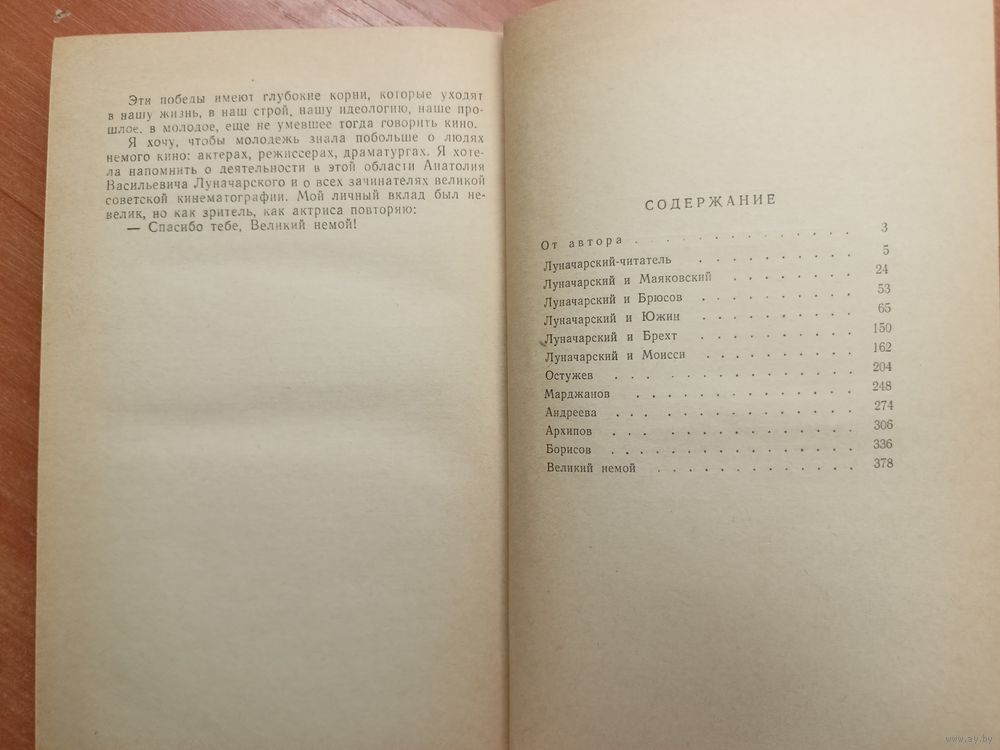 Эти победы имеют глубокие корни, которые уходят
в нашу жизнь, в наш строй, нашу идеологию, наше про-
шлое, в молодое, еще не умевшее тогда говорить кино.
Я хочу, чтобы молодежь знала побольше о людях
немого кино: актерах, режиссерах, драматургах. Я хоте-
ла напомнить о деятельности в этой области Анатолия
Васильевича Луначарского и о всех зачинателях великой
советской кинематографии. Мой личный вклад был не-
велик, но как зритель, как актриса повторяю:
— Спасибо тебе, Великий немой!
СОДЕРЖАНИЕ
От автора . . . . . . . . . . . . 3
Луначарский-читатель . . . . . . . . . 5
Луначарский и Маяковский . . . . . . . 24
Луначарский и Брюсов . . . . . . . . . 53
Луначарский и Южин . . . . . . . . . 65
Луначарский и Брехт . . . . . . . . . 150
Луначарский и Моисси . . . . . . . . 162
Остужев . . . . . . . . . . . . . 204
Марджанов . . . . . . . . . . . . 248
Андреева . . . . . . . . . . . . . 274
Архипов . . . . . . . . . . . . . 306
Борисов . . . . . . . . . . . . . 336
Великий немой . . . . . . . . . . . 378
www.ay.by